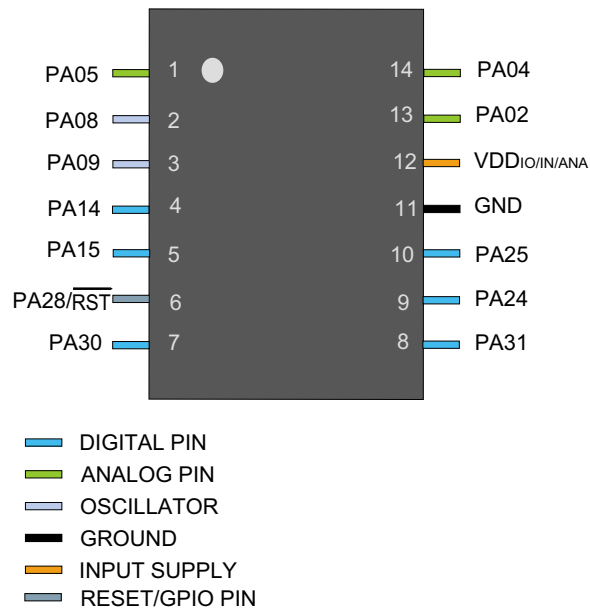 PA05 1 14 PA04
PA08 2 13 PA02
PA09 3 12 VDDIO/IN/ANA
PA14 4 11 GND
PA15 5 10 PA25
PA28/RST 6 9 PA24
PA30 7 8 PA31
DIGITAL PIN
ANALOG PIN
OSCILLATOR
GROUND
INPUT SUPPLY
RESET/GPIO PIN